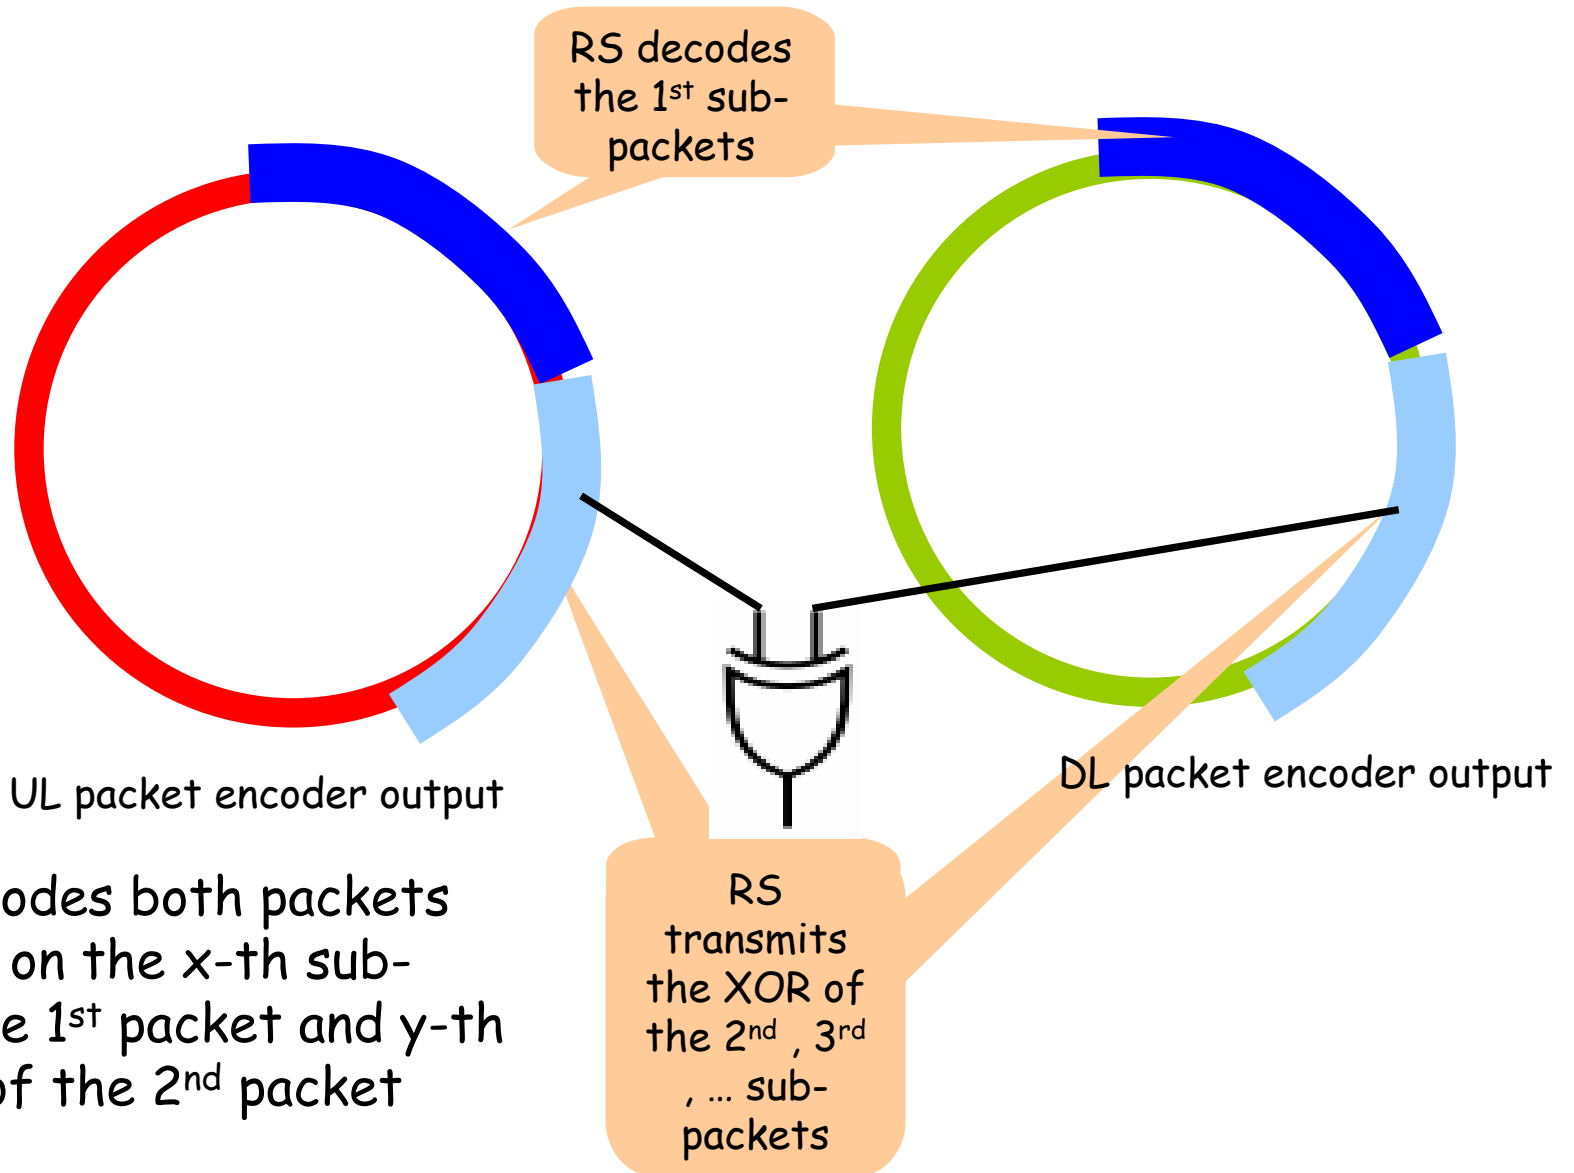 RS decodes
the 1st sub-
packets
UL packet encoder output
DL packet encoder output
odes both packets
on the x-th sub-
e 1st packet and y-th
of the 2nd packet
RS
transmits
the XOR of
the 2nd , 3rd
, ... sub-
packets